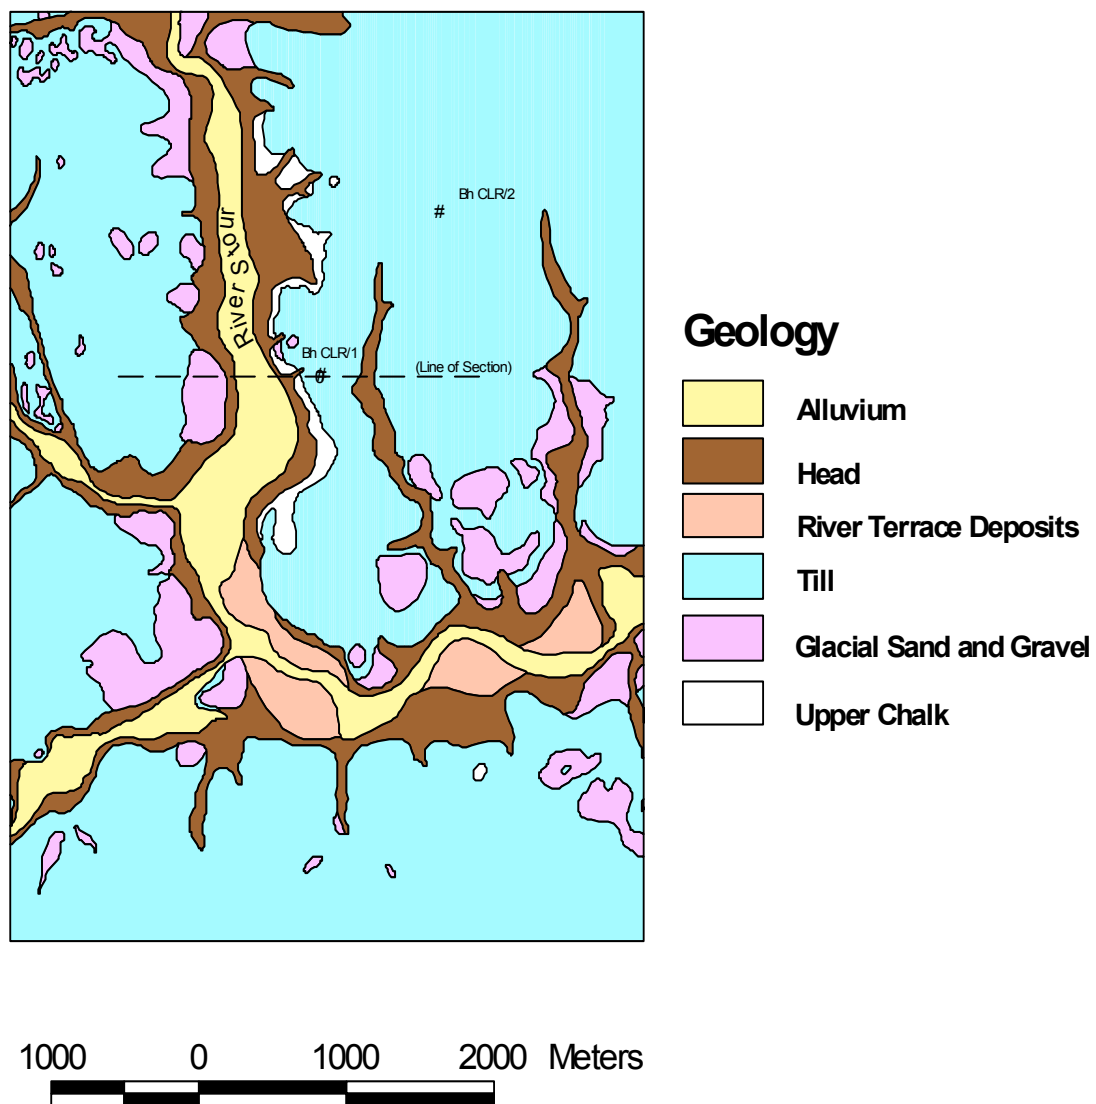 Bh CLR/2
#
River Stour
Bh CLR/1
#
(Line of Section)
Geology
Alluvium
Head
River Terrace Deposits
Till
Glacial Sand and Gravel
Upper Chalk
1000 0 1000 2000 Meters